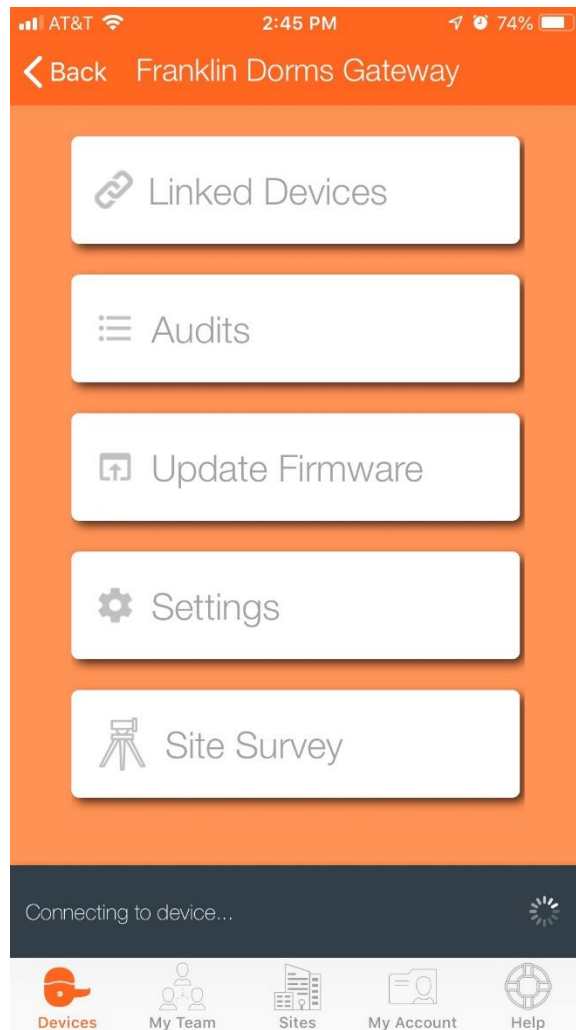 AT&T 2:45 PM 74%
Back Franklin Dorms Gateway
Linked Devices
Audits
Update Firmware
Settings
Site Survey
Connecting to device...
Devices My Team Sites My Account Help